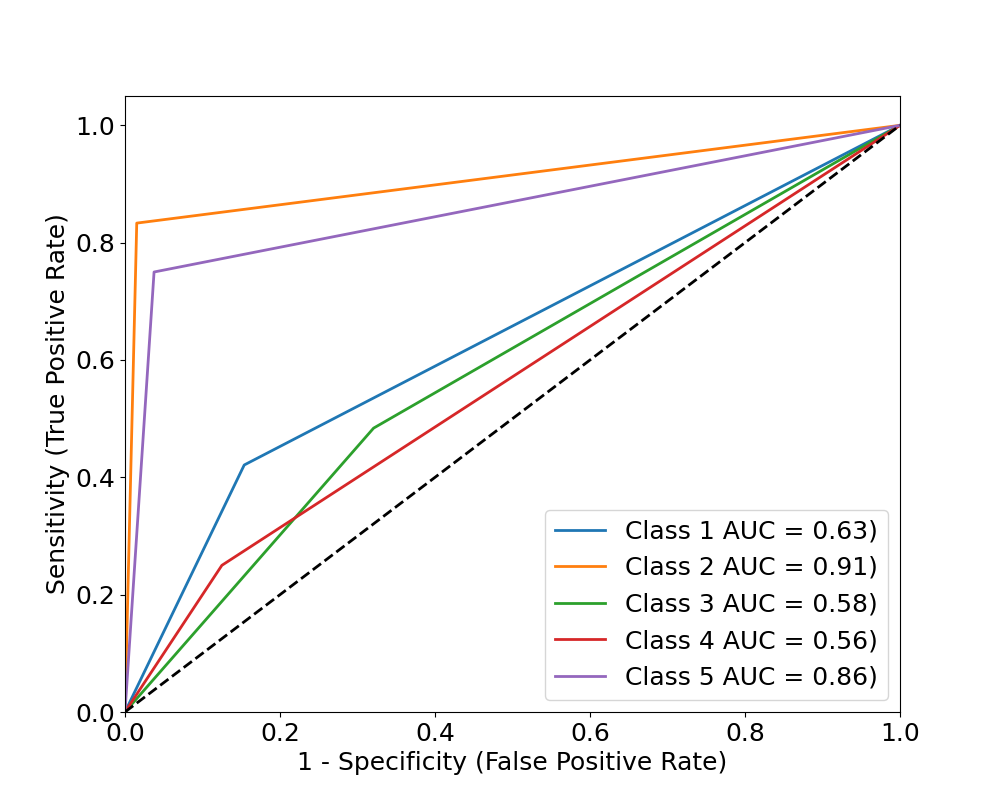 1.0
0.8
0.6
0.4
0.2
0.0
Sensitivity (True Positive Rate)
Class 1 AUC = 0.63)
Class 2 AUC = 0.91)
Class 3 AUC = 0.58)
Class 4 AUC = 0.56)
Class 5 AUC = 0.86)
0.0 0.2 0.4 0.6 0.8 1.0
1 - Specificity (False Positive Rate)